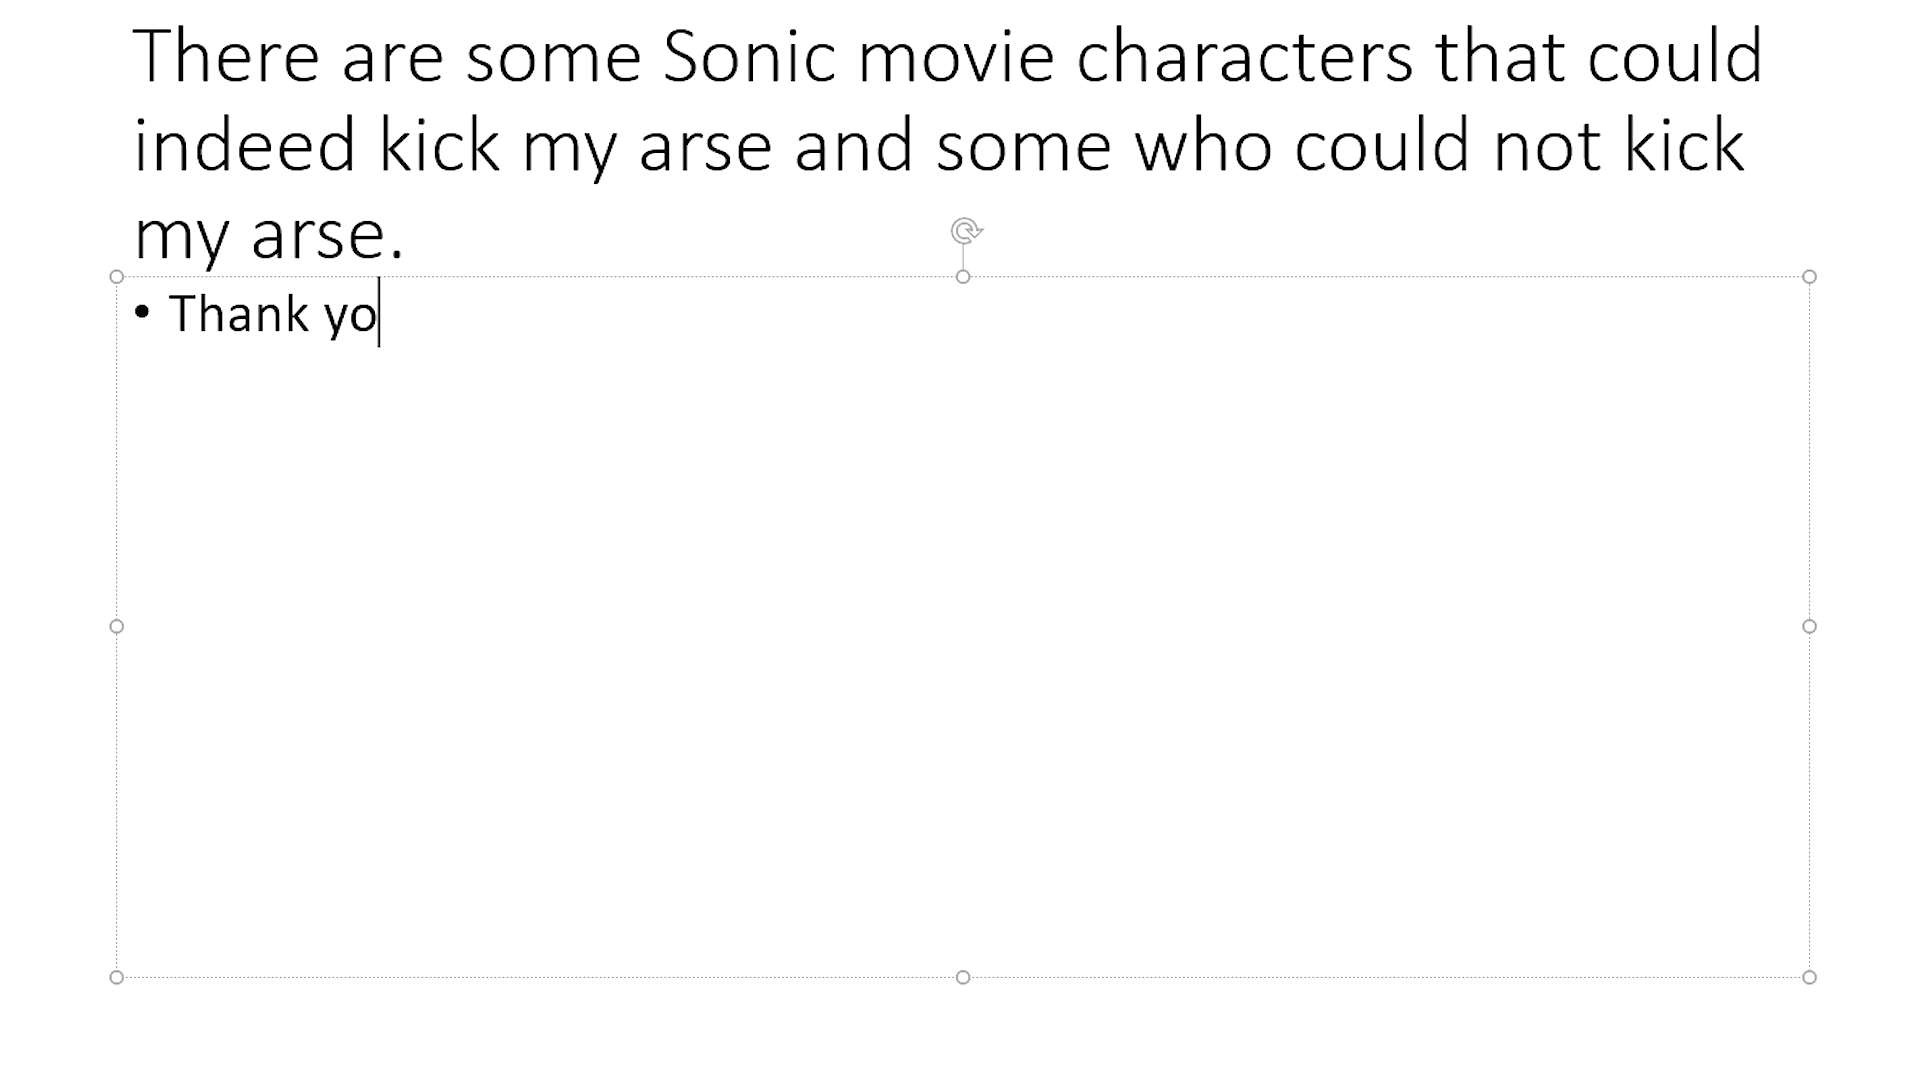 There are some Sonic movie characters that could
indeed kick my arse and some who could not kick
my arse.
• Thank yo